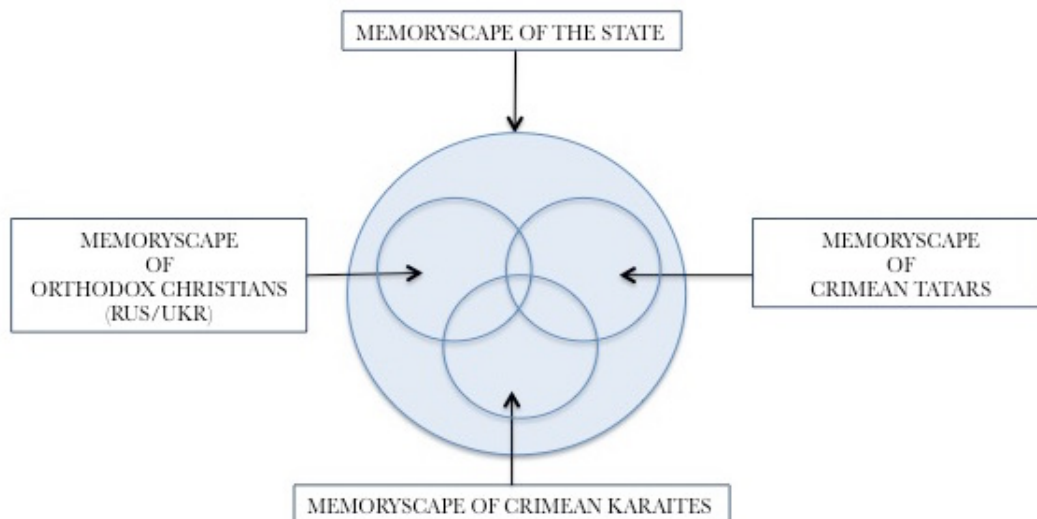 MEMORYSCAPE OF THE STATE
MEMORYSCAPE
OF
ORTHODOX CHRISTIANS
(RUS/UKR)
MEMORYSCAPE
OF
CRIMEAN TATARS
MEMORYSCAPE OF CRIMEAN KARAITES